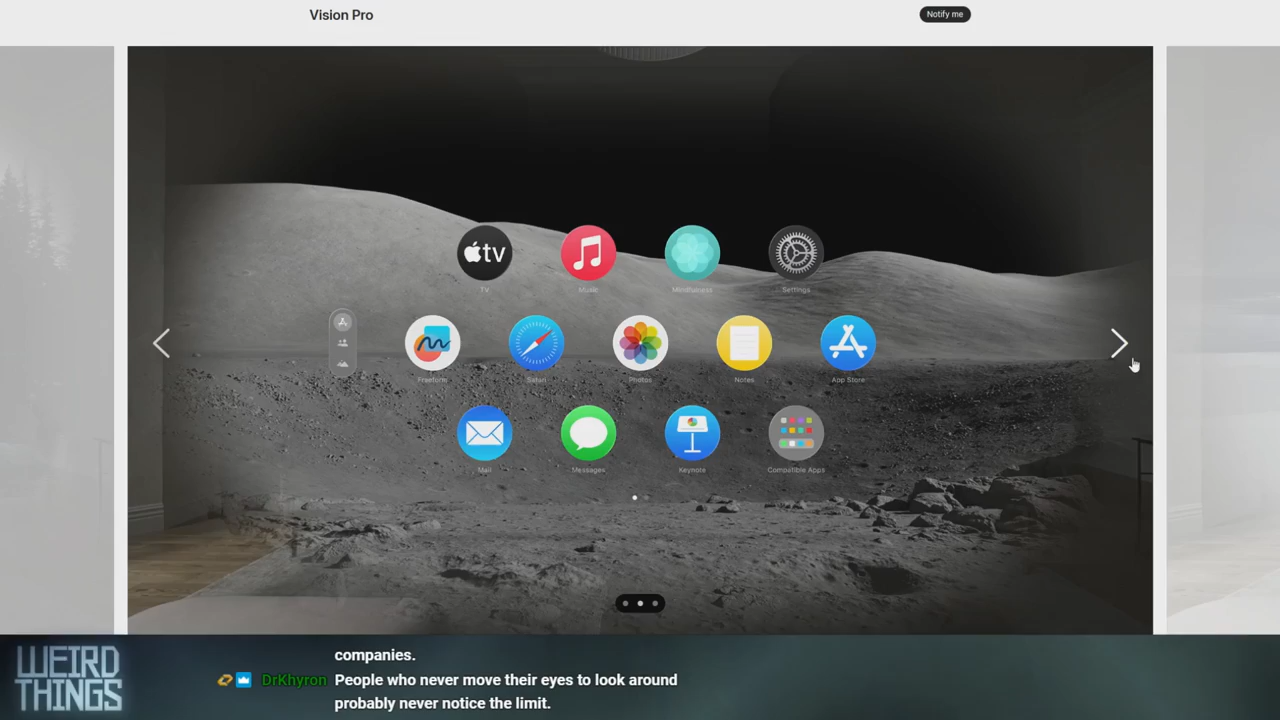 Vision Pro
Notify me
tv
TV
Music
Mindfulness
Settings
Freeform
Safari
Photos
Notes
App Store
Mail
Messages
Keynote
Compatible Apps
WEIRD
THINGS
companies.
DrKhyron People who never move their eyes to look around
probably never notice the limit.